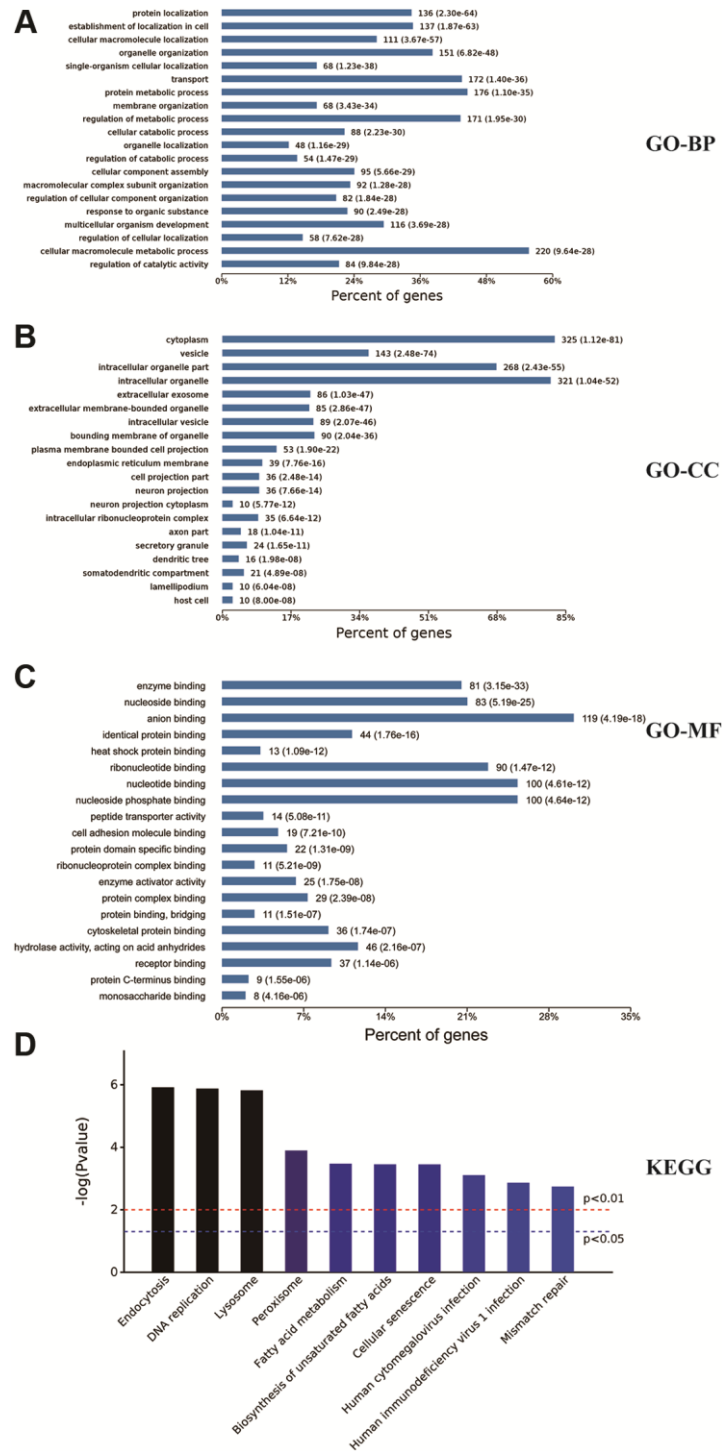 A
protein localization 136 (2.30e-64)
establishment of localization in cell 137 (1.87e-63)
cellular macromolecule localization 111 (3.67e-57)
organelle organization 151 (6.82e-48)
single-organism cellular localization 68 (1.23e-38)
transport 172 (1.40e-36)
protein metabolic process 176 (1.10e-35)
membrane organization 68 (3.43e-34)
regulation of metabolic process 171 (1.95e-30)
cellular catabolic process 88 (2.23e-30)
organelle localization 48 (1.16e-29)
regulation of catabolic process 54 (1.47e-29)
cellular component assembly 95 (5.66e-29)
macromolecular complex subunit organization 92 (1.28e-28)
regulation of cellular component organization 82 (1.84e-28)
response to organic substance 90 (2.49e-28)
multicellular organism development 116 (3.69e-28)
regulation of cellular localization 58 (7.62e-28)
cellular macromolecule metabolic process 220 (9.64e-28)
regulation of catalytic activity 84 (9.84e-28)
0% 12% 24% 36% 48% 60%
Percent of genes
GO-BP
B
cytoplasm 325 (1.12e-81)
vesicle 143 (2.48e-74)
intracellular organelle part 268 (2.43e-55)
intracellular organelle 321 (1.04e-52)
extracellular exosome 86 (1.03e-47)
extracellular membrane-bounded organelle 85 (2.86e-47)
intracellular vesicle 89 (2.07e-46)
bounding membrane of organelle 90 (2.04e-36)
plasma membrane bounded cell projection 53 (1.90e-22)
endoplasmic reticulum membrane 39 (7.76e-16)
cell projection part 36 (2.48e-14)
neuron projection 36 (7.66e-14)
neuron projection cytoplasm 10 (5.77e-12)
intracellular ribonucleoprotein complex 35 (6.64e-12)
axon part 18 (1.04e-11)
secretory granule 24 (1.65e-11)
dendritic tree 16 (1.98e-08)
somatodendritic compartment 21 (4.89e-08)
lamellipodium 10 (6.04e-08)
host cell 10 (8.00e-08)
0% 17% 34% 51% 68% 85%
Percent of genes
GO-CC
C
enzyme binding 81 (3.15e-33)
nucleoside binding 83 (5.19e-25)
anion binding 119 (4.19e-18)
identical protein binding 44 (1.76e-16)
heat shock protein binding 13 (1.09e-12)
ribonucleotide binding 90 (1.47e-12)
nucleotide binding 100 (4.61e-12)
nucleoside phosphate binding 100 (4.64e-12)
peptide transporter activity 14 (5.08e-11)
cell adhesion molecule binding 19 (7.21e-10)
protein domain specific binding 22 (1.31e-09)
ribonucleoprotein complex binding 11 (5.21e-09)
enzyme activator activity 25 (1.75e-08)
protein complex binding 29 (2.39e-08)
protein binding, bridging 11 (1.51e-07)
cytoskeletal protein binding 36 (1.74e-07)
hydrolase activity, acting on acid anhydrides 46 (2.16e-07)
receptor binding 37 (1.14e-06)
protein C-terminus binding 9 (1.55e-06)
monosaccharide binding 8 (4.16e-06)
0% 7% 14% 21% 28% 35%
Percent of genes
GO-MF
D
-log(Pvalue)
6
4
2
0
p<0.01
p<0.05
KEGG
Endocytosis
DNA replication
Lysosome
Peroxisome
Fatty acid metabolism
Biosynthesis of unsaturated fatty acids
Cellular senescence
Human cytomegalovirus infection
Human immunodeficiency virus 1 infection
Mismatch repair